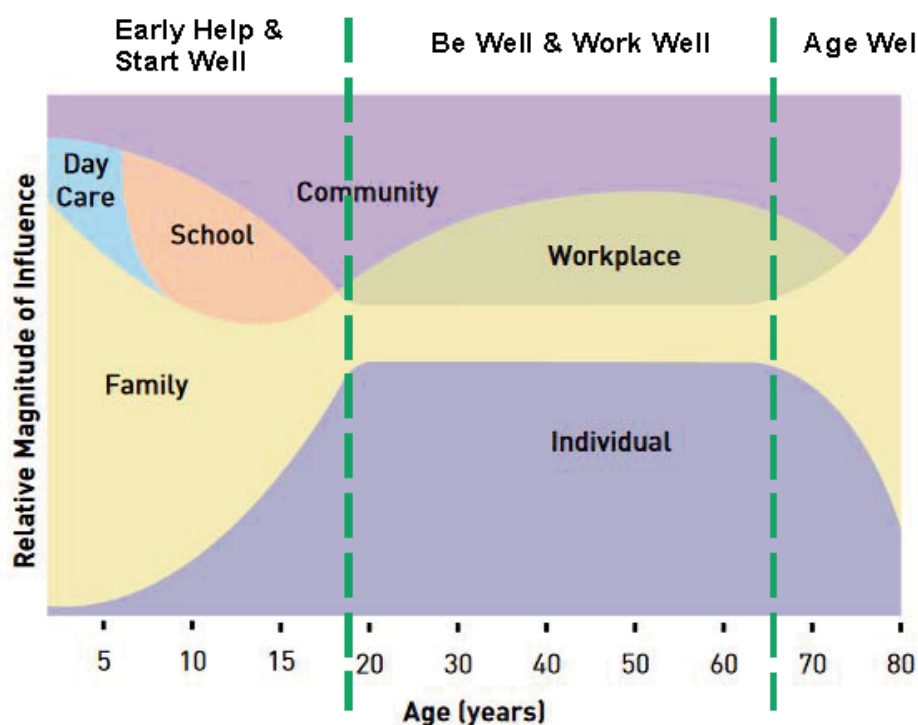 Early Help &
Start Well
Be Well & Work Well
Age Wel
Relative Magnitude of Influence
Day
Care
School
Community
Workplace
Family
Individual
5 10 15 20 30 40 50 60 70 80
Age (years)